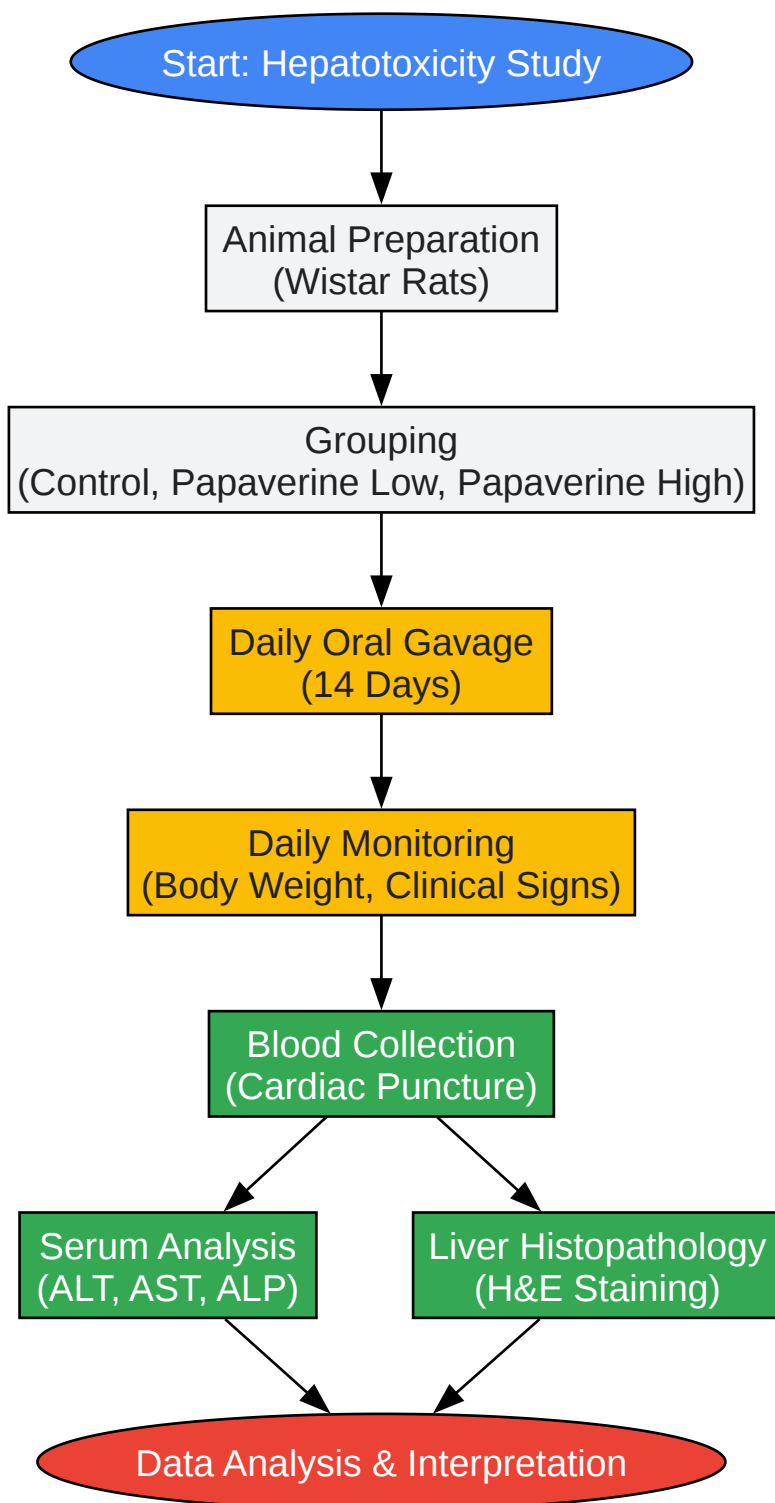 Start: Hepatotoxicity Study
Animal Preparation
(Wistar Rats)
Grouping
(Control, Papaverine Low, Papaverine High)
Daily Oral Gavage
(14 Days)
Daily Monitoring
(Body Weight, Clinical Signs)
Blood Collection
(Cardiac Puncture)
Serum Analysis
(ALT, AST, ALP)
Liver Histopathology
(H&E Staining)
Data Analysis & Interpretation